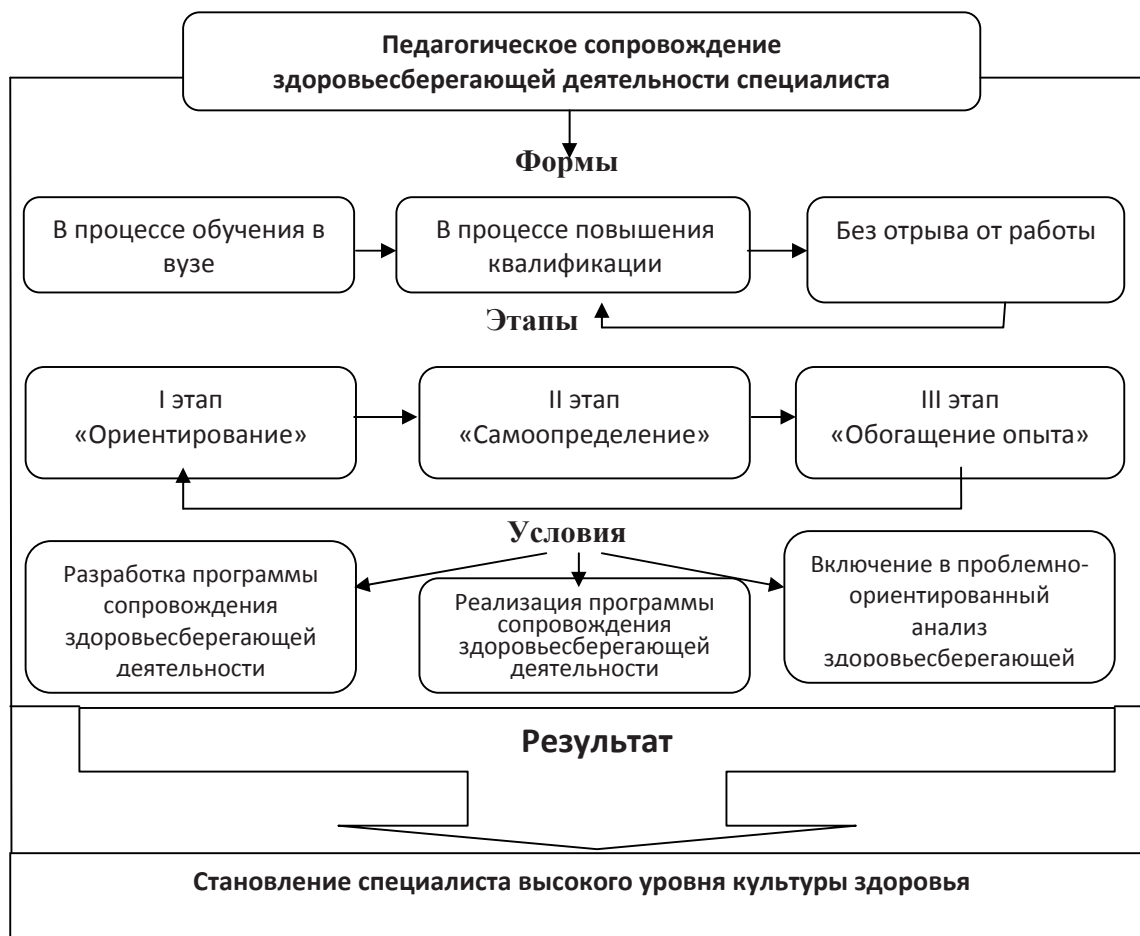 Педагогическое сопровождение
здоровьесберегающей деятельности специалиста
Формы
В процессе обучения в
вузе
В процессе повышения
квалификации
Без отрыва от работы
Этапы
I этап
«Ориентирование»
II этап
«Самоопределение»
III этап
«Обогащение опыта»
Условия
Разработка программы
сопровождения
здоровьесберегающей
деятельности
Реализация программы
сопровождения
здоровьесберегающей
деятельности
Включение в проблемно-
ориентированный
анализ
здоровьесберегающей
Результат
Становление специалиста высокого уровня культуры здоровья